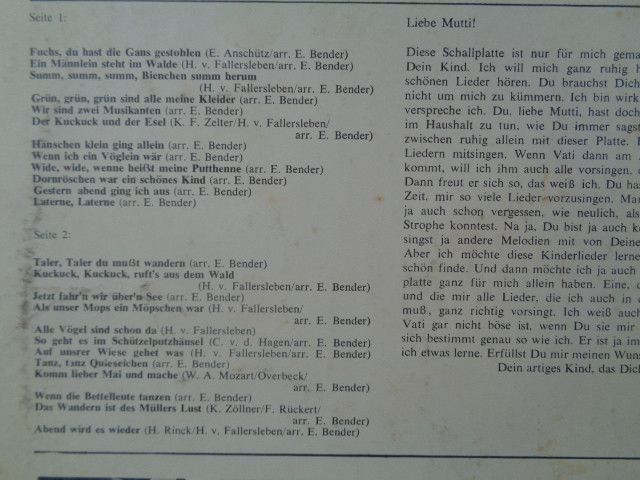 Seite 1:
Fuchs, du hast die Gans gestohlen (E. Anschütz/arr. E. Bender)
Ein Männlein steht im Walde (H. v. Fallersleben/arr. E. Bender)
Summ, summ, summ, Bienchen summ herum
(H. v. Fallersleben/arr. E. Bender)
Grün, grün, grün sind alle meine Kleider (arr. E. Bender)
Wir sind zwei Musikanten (arr. E. Bender)
Der Kuckuck und der Esel (K. F. Zelter/H. v. Fallersleben/
arr. E. Bender)
Hänschen klein ging allein (arr. E. Bender)
Wenn ich ein Vöglein wär (arr. E. Bender)
Wide, wide, wenne heißt meine Putthenne (arr. E. Bender)
Dornröschen war ein schönes Kind (arr. E. Bender)
Gestern abend ging ich aus (arr. E. Bender)
Laterne, Laterne (arr. E. Bender)
Seite 2:
Taler, Taler du mußt wandern (arr. E. Bender)
Kuckuck, Kuckuck, ruft's aus dem Wald
(H. v. Fallersleben/arr. E. Bender)
Jetzt fahr'n wir über'n See (arr. E. Bender)
Als unser Mops ein Möpschen war (H. v. Fallersleben/
arr. E. Bender)
Alle Vögel sind schon da (H. v. Fallersleben)
So geht es im Schützelputzhäusel (C. v. d. Hagen/arr. E. Bender)
Auf unsrer Wiese gehet was (H. v. Fallersleben/arr. E. Bender)
Tanz, tanz Quieseichen (arr. E. Bender)
Komm lieber Mai und mache (W. A. Mozart/Overbeck/
arr. E. Bender)
Wenn die Bettelleute tanzen (arr. E. Bender)
Das Wandern ist des Müllers Lust (K. Zöllner/F. Rückert/
arr. E. Bender)
Abend wird es wieder (H. Rinck/H. v. Fallersleben/arr. E. Bender)
Liebe Mutti!
Diese Schallplatte ist nur für mich
Dein Kind. Ich will mich ganz ruhig
schönen Lieder hören. Du brauchst Dich
nicht um mich zu kümmern. Ich bin
verspreche ich. Du, liebe Mutti, hast doch
im Haushalt zu tun, wie Du immer
zwischen ruhig allein mit dieser Platte.
Liedern mitsingen. Wenn Vati dann am
kommt, will ich ihm auch alle vorsingen,
Dann freut er sich so, das weiß ich. Du
Zeit, mir so viele Lieder vorzusingen.
ja auch schon vergessen, wie neulich, als
Strophe konntest. Na ja, Du bist ja auch
singst ja andere Melodien mit von
Aber ich möchte diese Kinderlieder
schön finde. Und dann möchte ich ja auch
platte ganz für mich allein haben. Eine,
und die mir alle Lieder, die ich auch in
muß, ganz richtig vorsingt. Ich weiß auch
Vati gar nicht böse ist, wenn Du sie mir
sich bestimmt genau so wie ich. Er ist ja
ich etwas lerne. Erfüllst Du mir meinen
Dein artiges Kind, das